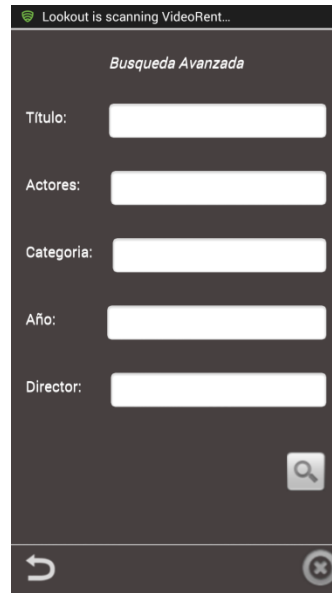 Lookout is scanning VideoRent...
Busqueda Avanzada
Título:
Actores:
Categoria:
Año:
Director: